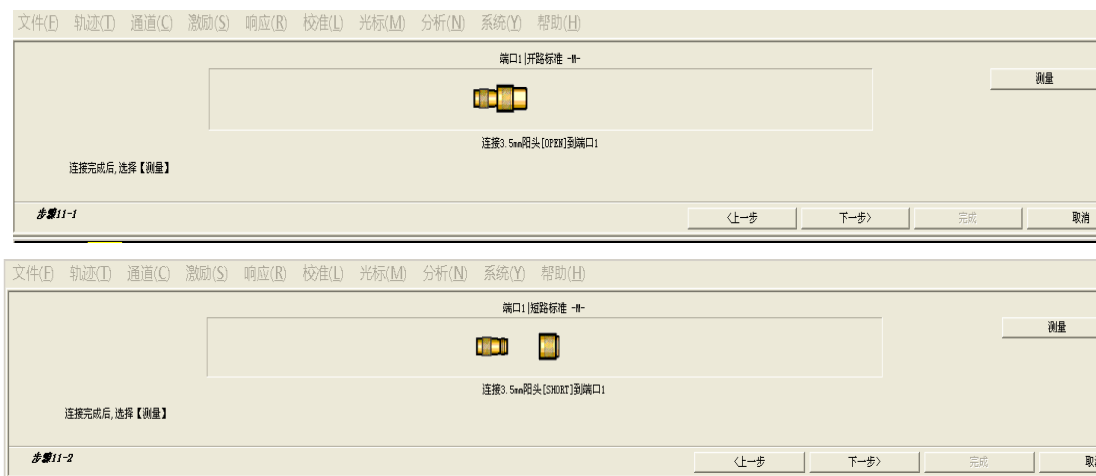 文件(F) 轨迹(T) 通道(C) 激励(S) 响应(R) 校准(L) 光标(M) 分析(N) 系统(Y) 帮助(H)
端口1|开路标准 -M-
测量
连接3.5mm阳头[OPEN]到端口1
连接完成后,选择【测量】
步骤11-1
〈上一步 下一步〉 完成 取消
文件(F) 轨迹(T) 通道(C) 激励(S) 响应(R) 校准(L) 光标(M) 分析(N) 系统(Y) 帮助(H)
端口1|短路标准 -M-
测量
连接3.5mm阳头[SHORT]到端口1
连接完成后,选择【测量】
步骤11-2
〈上一步 下一步〉 完成 取